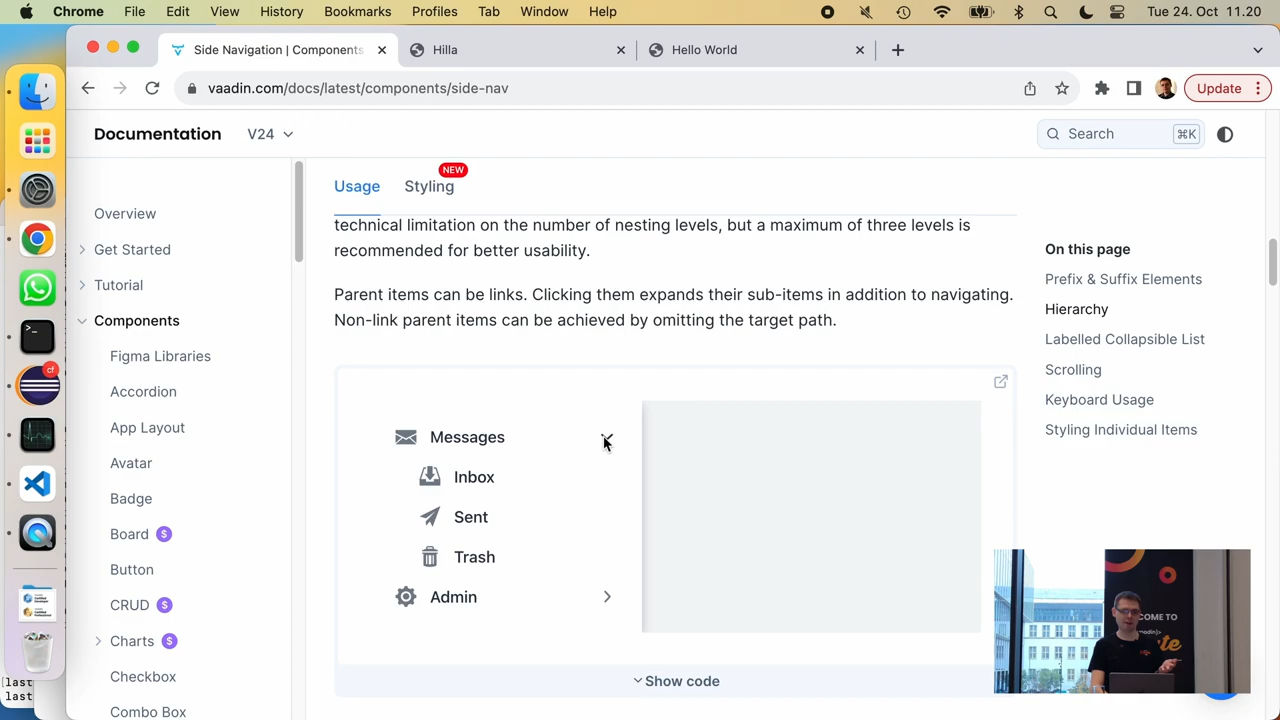 Chrome File Edit View History Bookmarks Profiles Tab Window Help Tue 24. Oct 11.20
Side Navigation | Components
Hilla
Hello World
vaadin.com/docs/latest/components/side-nav
Update
Documentation V24
Search ⌘K
Overview
Get Started
Tutorial
Components
Figma Libraries
Accordion
App Layout
Avatar
Badge
Board $
Button
CRUD $
Charts $
Checkbox
Combo Box
Usage
Styling
NEW
technical limitation on the number of nesting levels, but a maximum of three levels is
recommended for better usability.
Parent items can be links. Clicking them expands their sub-items in addition to navigating.
Non-link parent items can be achieved by omitting the target path.
Messages
Inbox
Sent
Trash
Admin
Show code
On this page
Prefix & Suffix Elements
Hierarchy
Labelled Collapsible List
Scrolling
Keyboard Usage
Styling Individual Items
cf
last
last